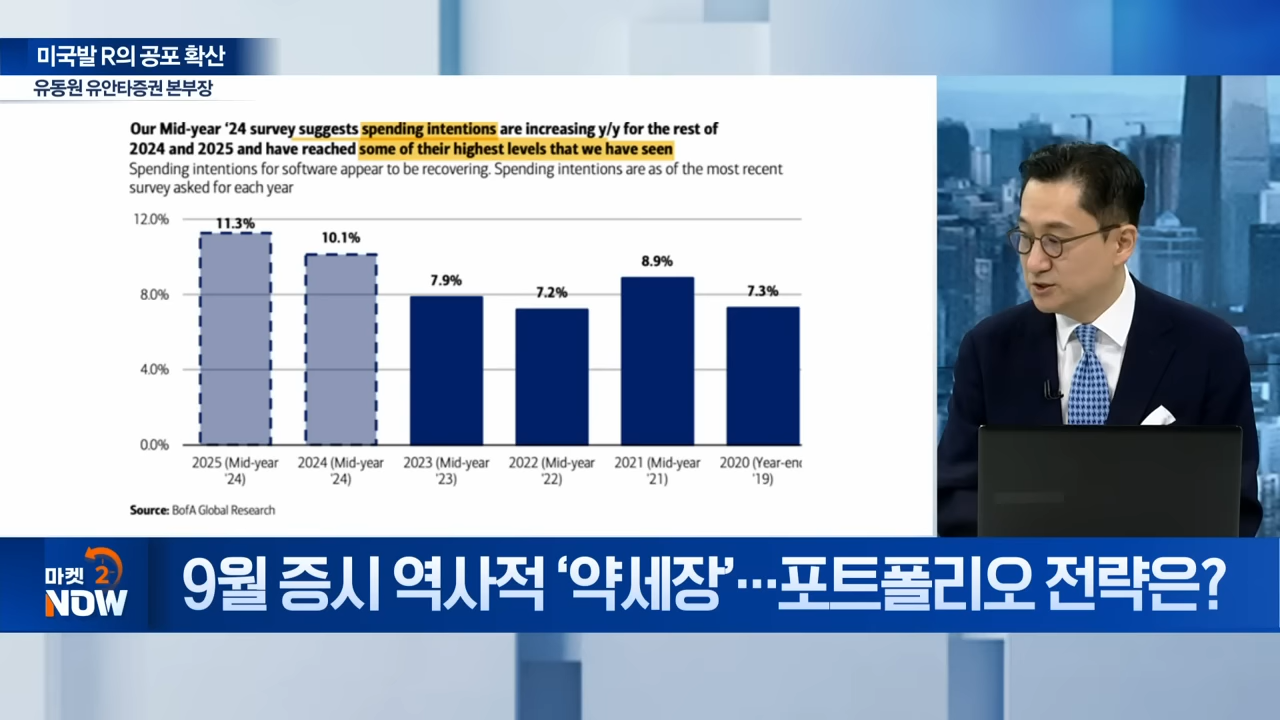 미국발 R의 공포 확산
유동원 유안타증권 본부장
Our Mid-year ‘24 survey suggests spending intentions are increasing y/y for the rest of
2024 and 2025 and have reached some of their highest levels that we have seen
Spending intentions for software appear to be recovering. Spending intentions are as of the most recent
survey asked for each year
12.0%
8.0%
4.0%
0.0%
11.3%
10.1%
7.9%
7.2%
8.9%
7.3%
2025 (Mid-year
'24)
2024 (Mid-year
'24)
2023 (Mid-year
'23)
2022 (Mid-year
'22)
2021 (Mid-year
'21)
2020 (Year-enc
'19)
Source: BofA Global Research
마켓 2
NOW
9월 증시 역사적 ‘약세장’…포트폴리오 전략은?